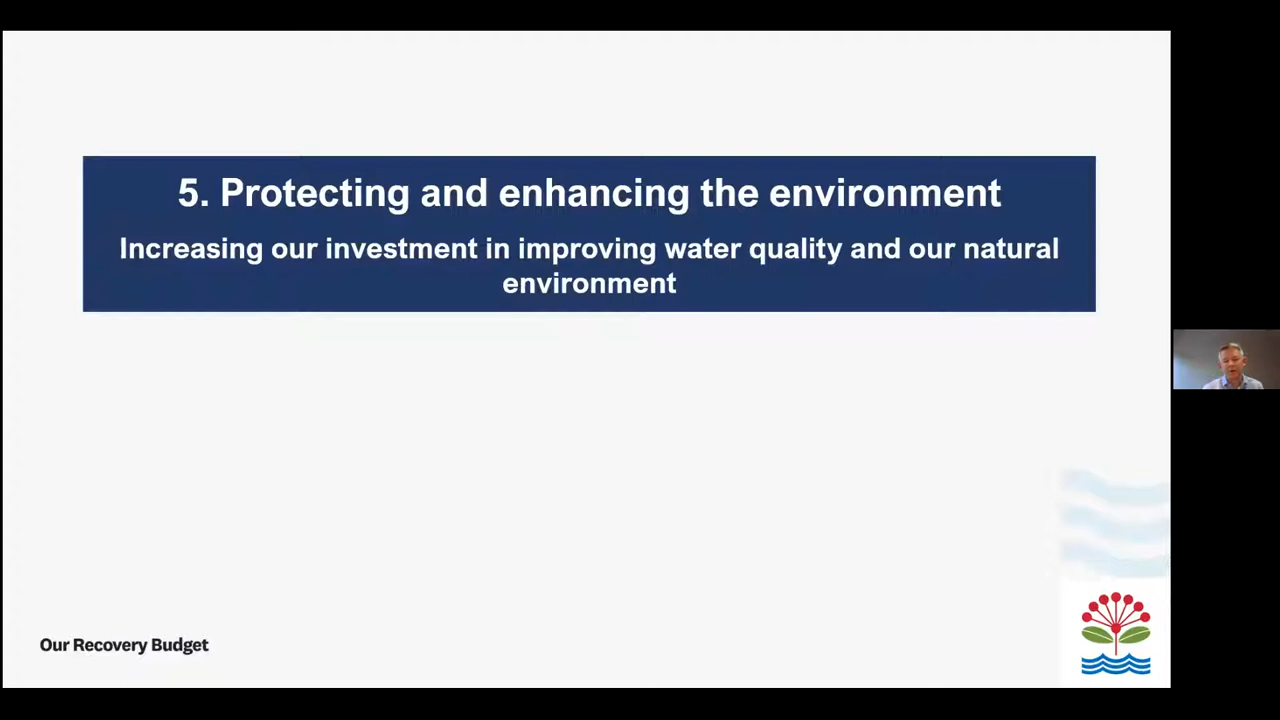 5. Protecting and enhancing the environment
Increasing our investment in improving water quality and our natural
environment
Our Recovery Budget